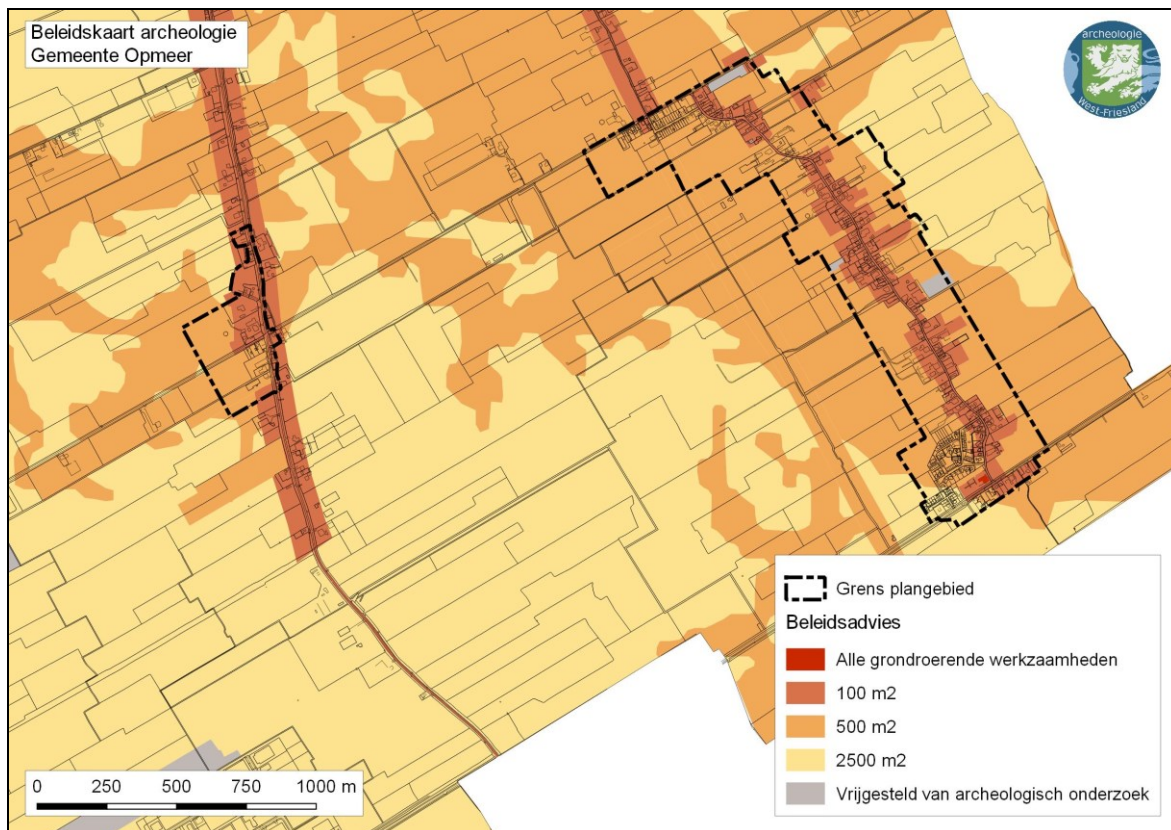 Beleidskaart archeologie
Gemeente Opmeer
archeologie
West-Friesland
Grens plangebied
Beleidsadvies
Alle grondroerende werkzaamheden
100 m2
500 m2
2500 m2
Vrijgesteld van archeologisch onderzoek
0 250 500 750 1000 m